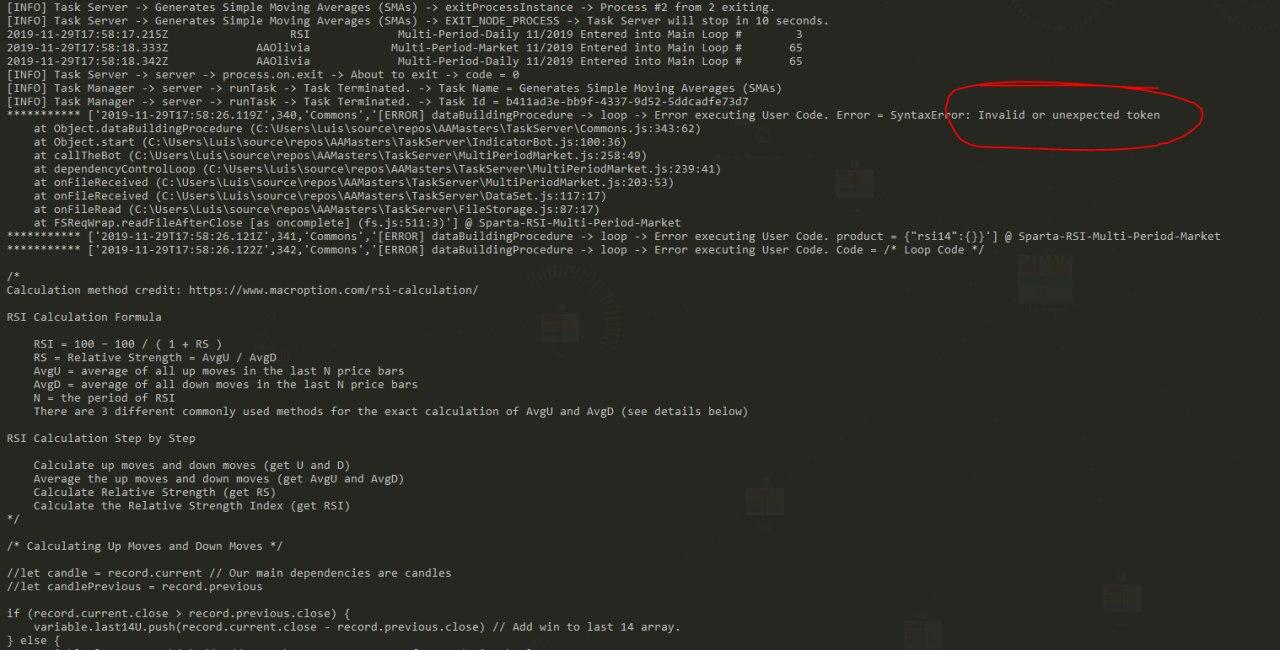 [INFO] Task Server -> Generates Simple Moving Averages (SMAs) -> exitProcessInstance -> Process #2 from 2 exiting.
[INFO] Task Server -> Generates Simple Moving Averages (SMAs) -> EXIT_NODE_PROCESS -> Task Server will stop in 10 seconds.
2019-11-29T17:58:17.215Z RSI Multi-Period-Daily 11/2019 Entered into Main Loop # 3
2019-11-29T17:58:18.333Z AAOlivia Multi-Period-Market 11/2019 Entered into Main Loop # 65
2019-11-29T17:58:18.342Z AAOlivia Multi-Period-Daily 11/2019 Entered into Main Loop # 65
[INFO] Task Server -> server -> process.on.exit -> About to exit -> code = 0
[INFO] Task Manager -> server -> runTask -> Task Terminated. -> Task Name = Generates Simple Moving Averages (SMAs)
[INFO] Task Manager -> server -> runTask -> Task Terminated. -> Task Id = b411ad3e-bb9f-4337-9d52-5ddcadfe73d7
*********** ['2019-11-29T17:58:26.119Z',340,'Commons','[ERROR] dataBuildingProcedure -> loop -> Error executing User Code. Error = SyntaxError: Invalid or unexpected token
at Object.dataBuildingProcedure (C:\Users\Luis\source\repos\AAMasters\TaskServer\Commons.js:343:62)
at Object.start (C:\Users\Luis\source\repos\AAMasters\TaskServer\IndicatorBot.js:100:36)
at callTheBot (C:\Users\Luis\source\repos\AAMasters\TaskServer\MultiPeriodMarket.js:258:49)
at dependencyControlLoop (C:\Users\Luis\source\repos\AAMasters\TaskServer\MultiPeriodMarket.js:239:41)
at onFileReceived (C:\Users\Luis\source\repos\AAMasters\TaskServer\MultiPeriodMarket.js:203:53)
at onFileReceived (C:\Users\Luis\source\repos\AAMasters\TaskServer\DataSet.js:117:17)
at onFileRead (C:\Users\Luis\source\repos\AAMasters\TaskServer\FileStorage.js:87:17)
at FSReqWrap.readFileAfterClose [as oncomplete] (fs.js:511:3)'] @ Sparta-RSI-Multi-Period-Market
*********** ['2019-11-29T17:58:26.121Z',341,'Commons','[ERROR] dataBuildingProcedure -> loop -> Error executing User Code. product = {"rsi14":{}}'] @ Sparta-RSI-Multi-Period-Market
*********** ['2019-11-29T17:58:26.122Z',342,'Commons','[ERROR] dataBuildingProcedure -> loop -> Error executing User Code. Code = /* Loop Code */
/*
Calculation method credit: https://www.macroption.com/rsi-calculation/
RSI Calculation Formula
RSI = 100 – 100 / ( 1 + RS )
RS = Relative Strength = AvgU / AvgD
AvgU = average of all up moves in the last N price bars
AvgD = average of all down moves in the last N price bars
N = the period of RSI
There are 3 different commonly used methods for the exact calculation of AvgU and AvgD (see details below)
RSI Calculation Step by Step
Calculate up moves and down moves (get U and D)
Average the up moves and down moves (get AvgU and AvgD)
Calculate Relative Strength (get RS)
Calculate the Relative Strength Index (get RSI)
*/
/* Calculating Up Moves and Down Moves */
//let candle = record.current // Our main dependencies are candles
//let candlePrevious = record.previous
if (record.current.close > record.previous.close) {
variable.last14U.push(record.current.close - record.previous.close) // Add win to last 14 array.
} else {